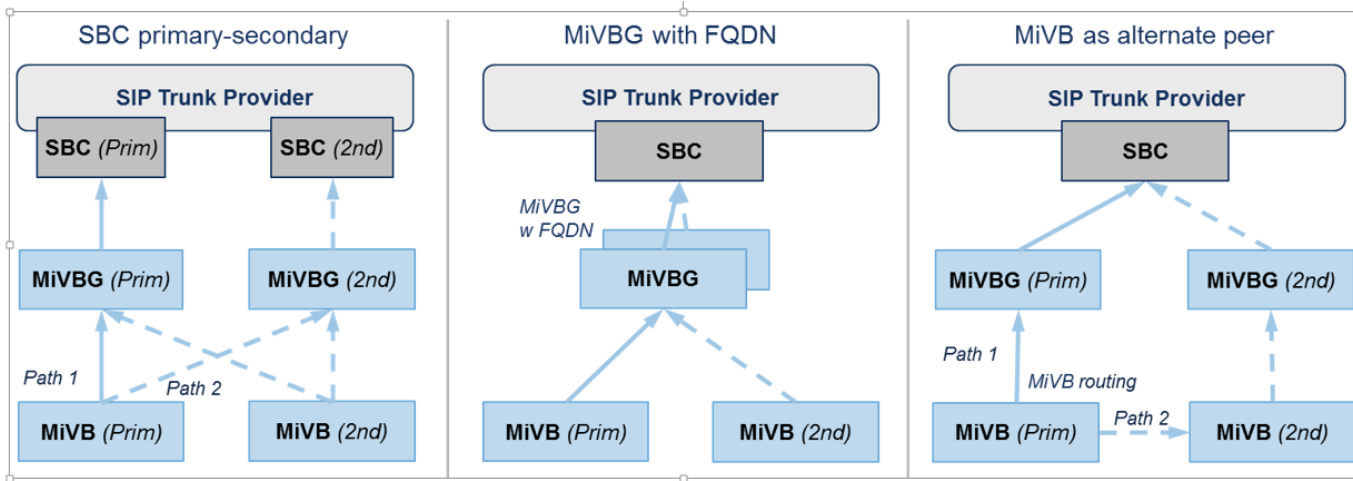 SBC primary-secondary
SIP Trunk Provider
SBC (Prim)
SBC (2nd)
MiVBG (Prim)
MiVBG (2nd)
Path 1
Path 2
MiVB (Prim)
MiVB (2nd)
MiVBG with FQDN
SIP Trunk Provider
SBC
MiVBG
w FQDN
MiVBG
MiVB (Prim)
MiVB (2nd)
MiVB as alternate peer
SIP Trunk Provider
SBC
MiVBG (Prim)
MiVBG (2nd)
Path 1
MiVB routing
Path 2
MiVB (Prim)
MiVB (2nd)